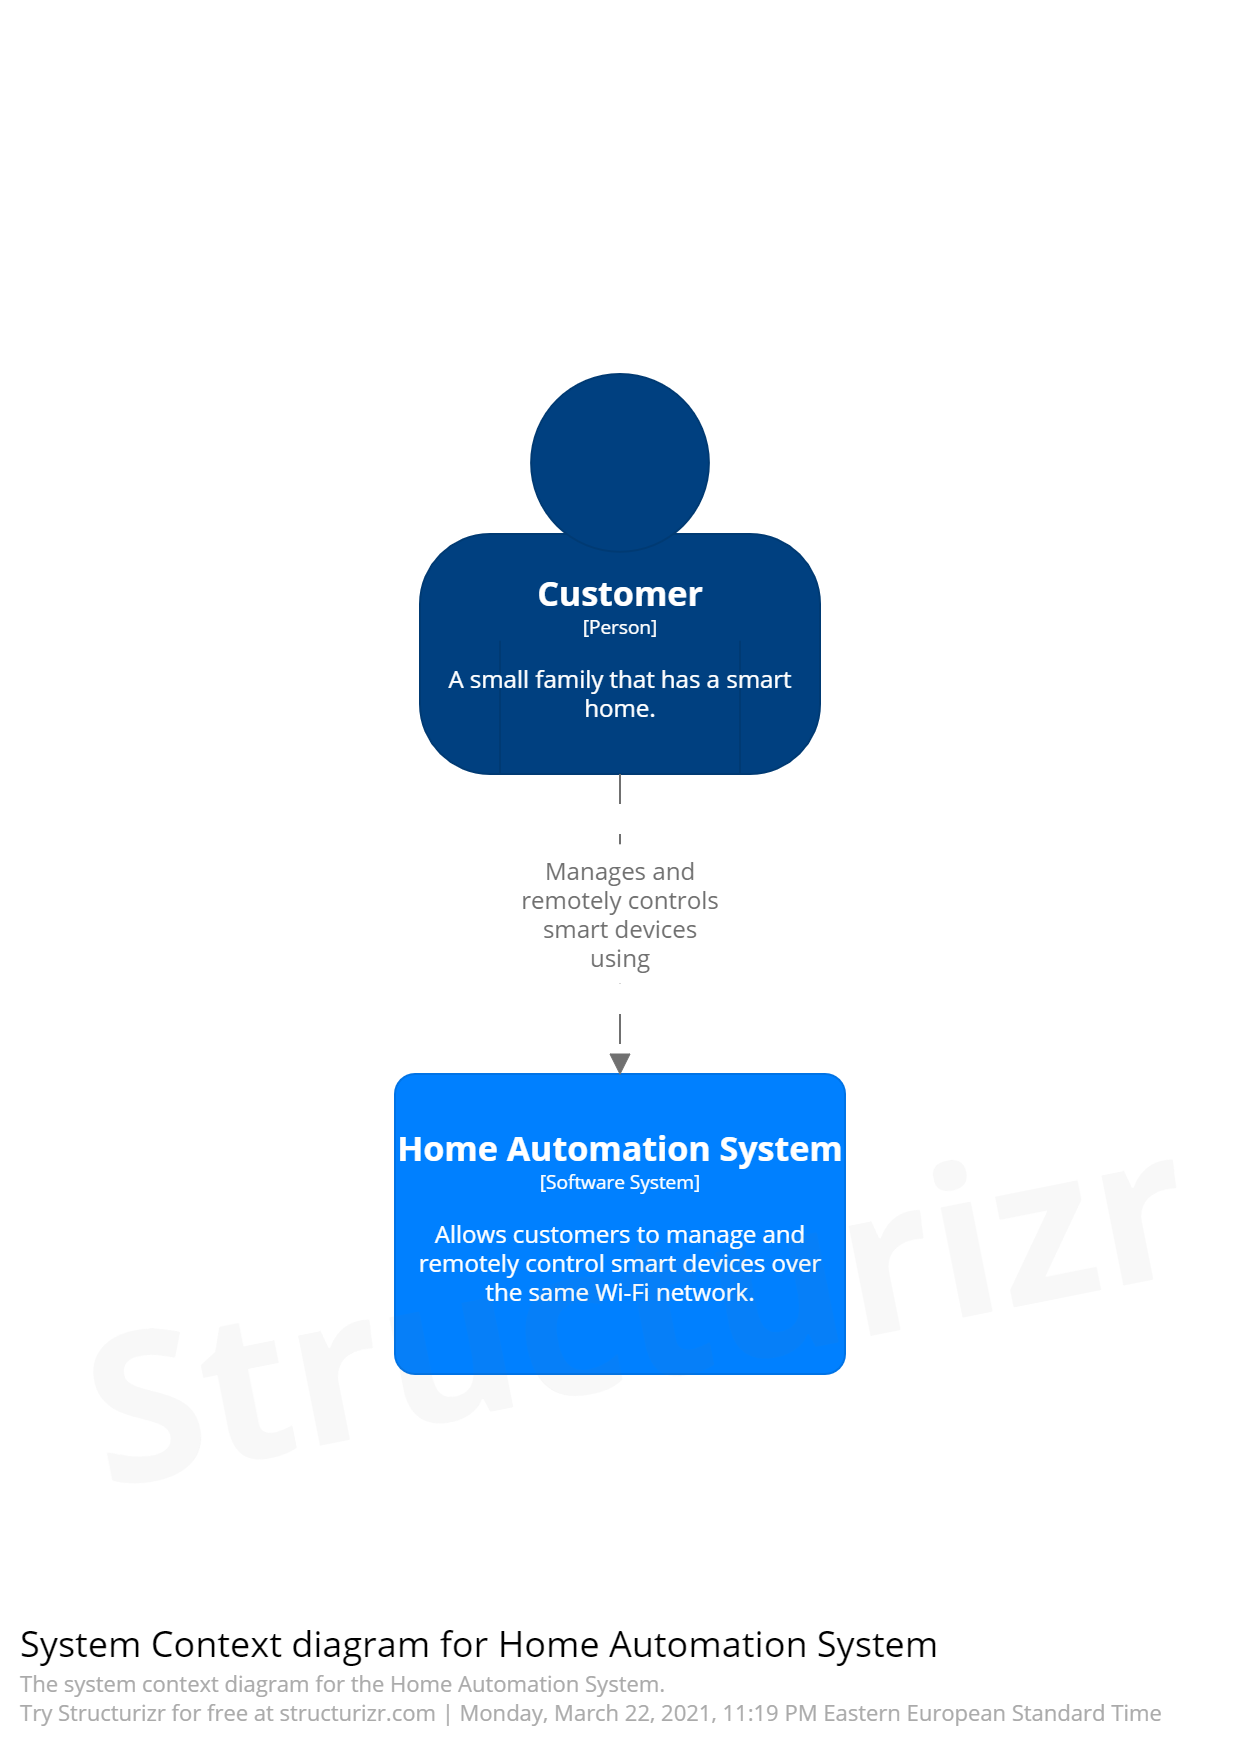 Customer
[Person]
A small family that has a smart
home.
Manages and
remotely controls
smart devices
using
Home Automation System
[Software System]
Allows customers to manage and
remotely control smart devices over
the same Wi-Fi network.
Structurizr
System Context diagram for Home Automation System
The system context diagram for the Home Automation System.
Try Structurizr for free at structurizr.com | Monday, March 22, 2021, 11:19 PM Eastern European Standard Time